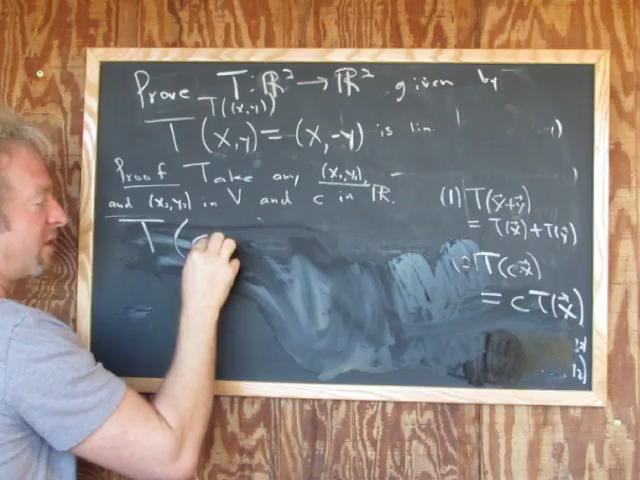 Prove T: ℝ² → ℝ² given by
T((x,y))
T(x,y) = (x,-y) is lin
Proof Take any (x₁,y₁),
and (x₂,y₂) in V and c in ℝ.
T(c
(1) T(x⃗+y⃗)
= T(x⃗)+T(y⃗)
(2) T(cx⃗)
= cT(x⃗)